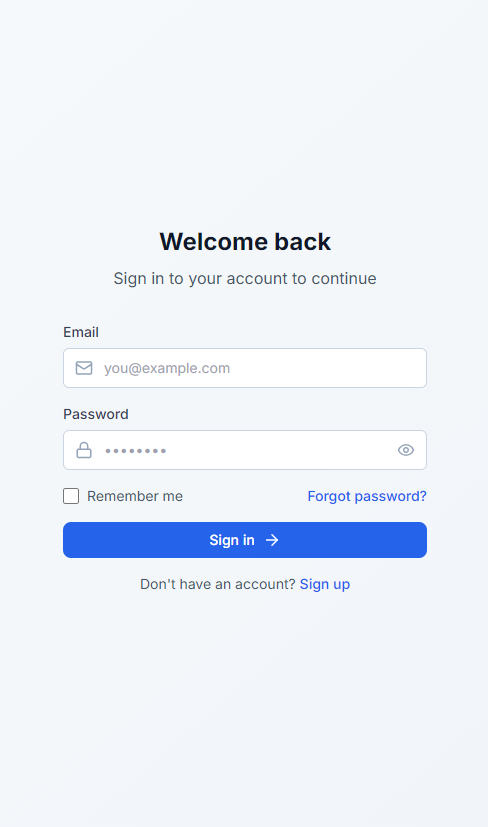 Welcome back
Sign in to your account to continue
Email
you@example.com
Password
••••••••
Remember me Forgot password?
Sign in
Don't have an account? Sign up